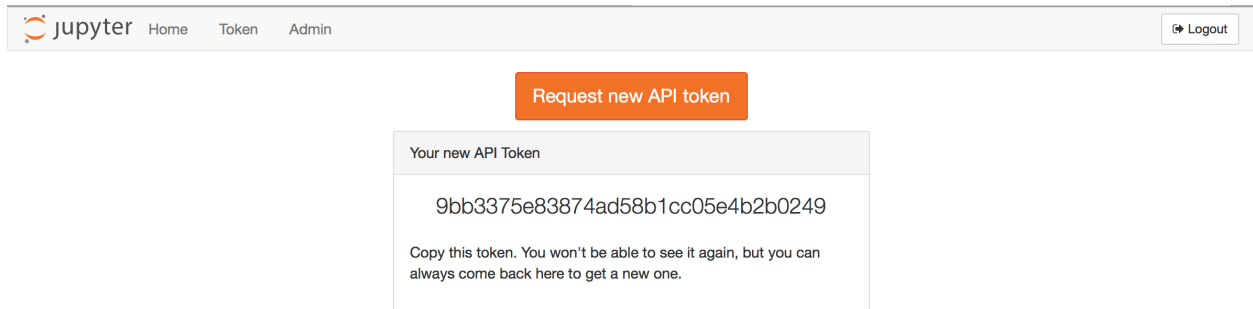 jupyter Home Token Admin Logout
Request new API token
Your new API Token
9bb3375e83874ad58b1cc05e4b2b0249
Copy this token. You won't be able to see it again, but you can
always come back here to get a new one.